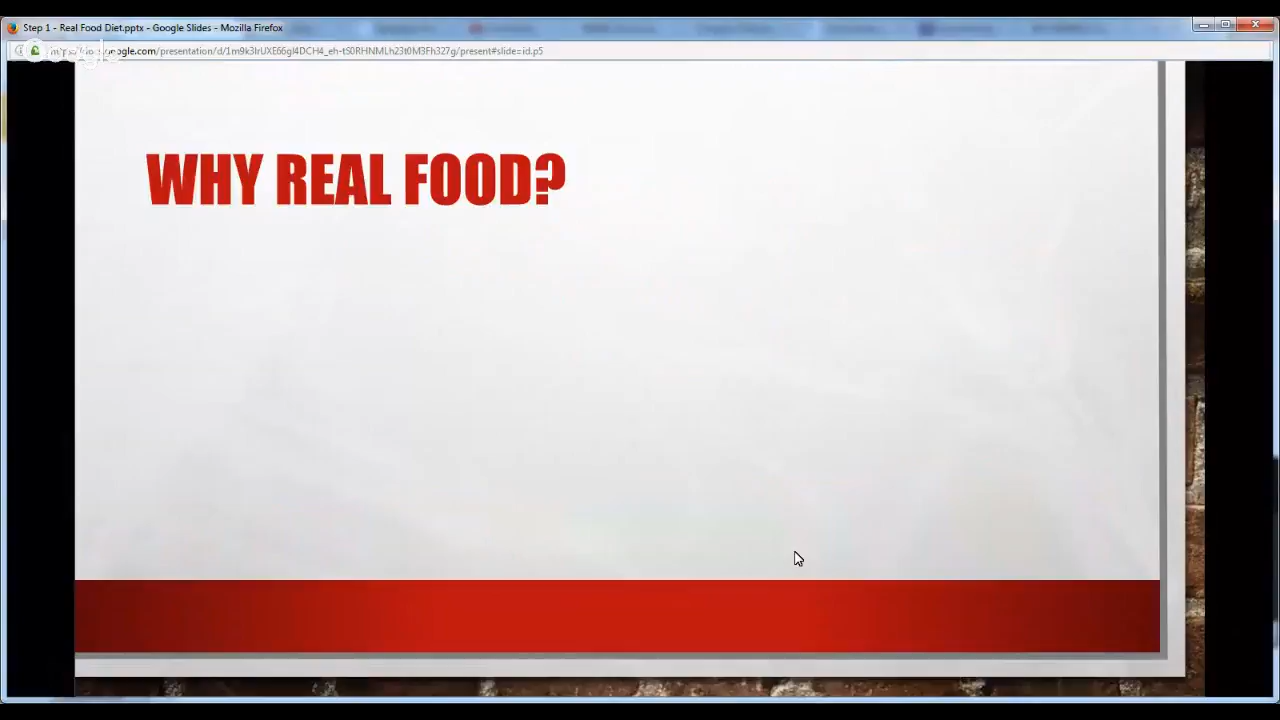 Step 1 - Real Food Diet.pptx - Google Slides - Mozilla Firefox
WHY REAL FOOD?